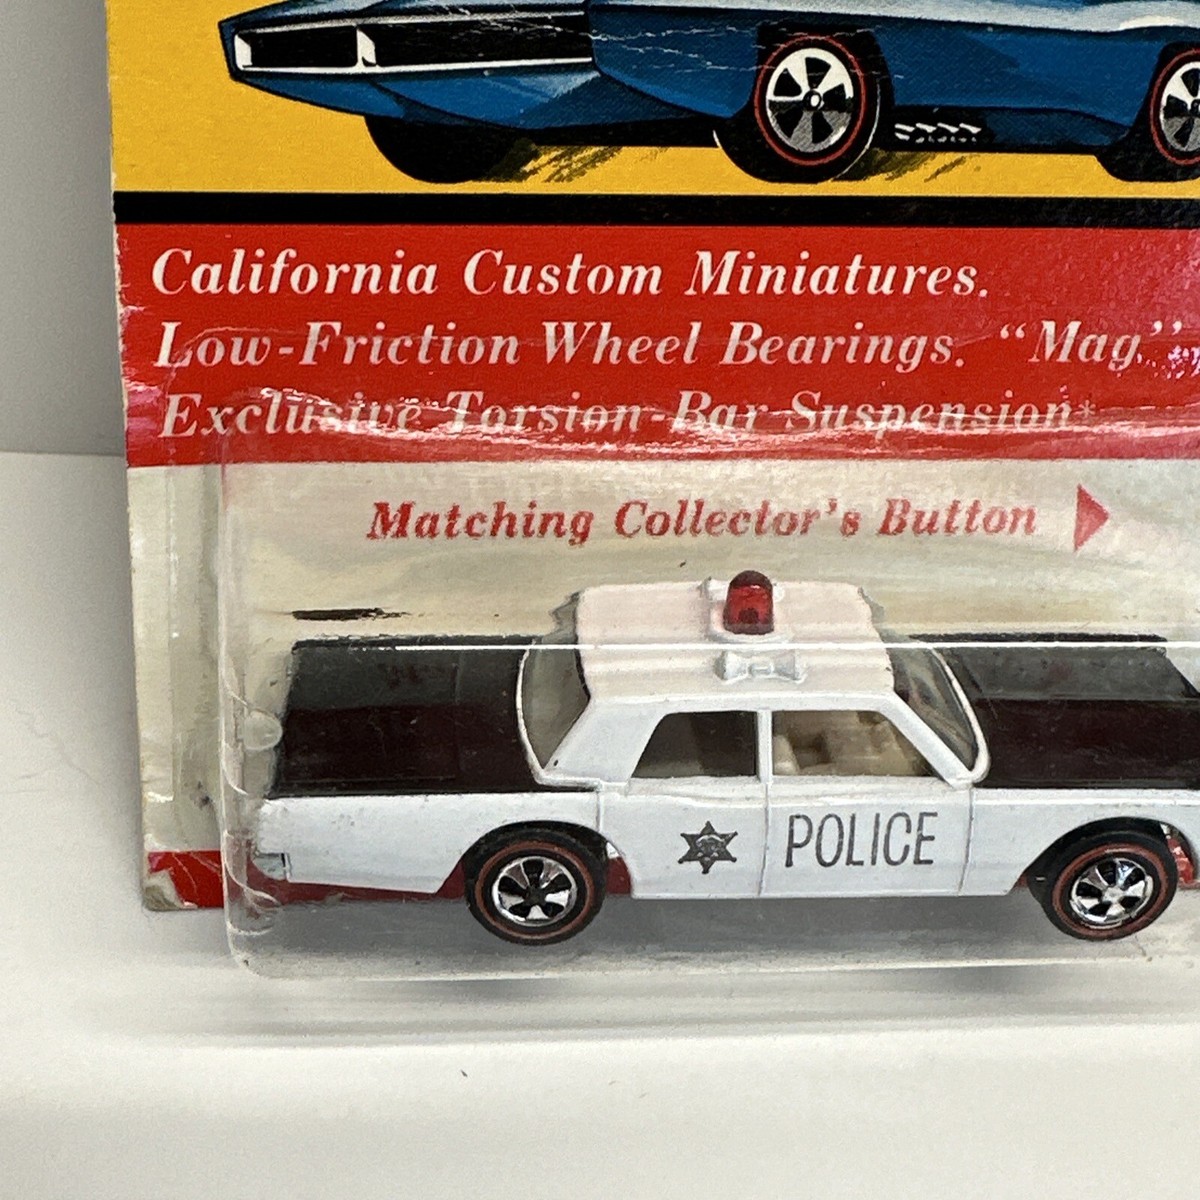 California Custom Miniatures.
Low-Friction Wheel Bearings. “Mag”
Exclusive Torsion-Bar Suspension*
Matching Collector's Button
POLICE